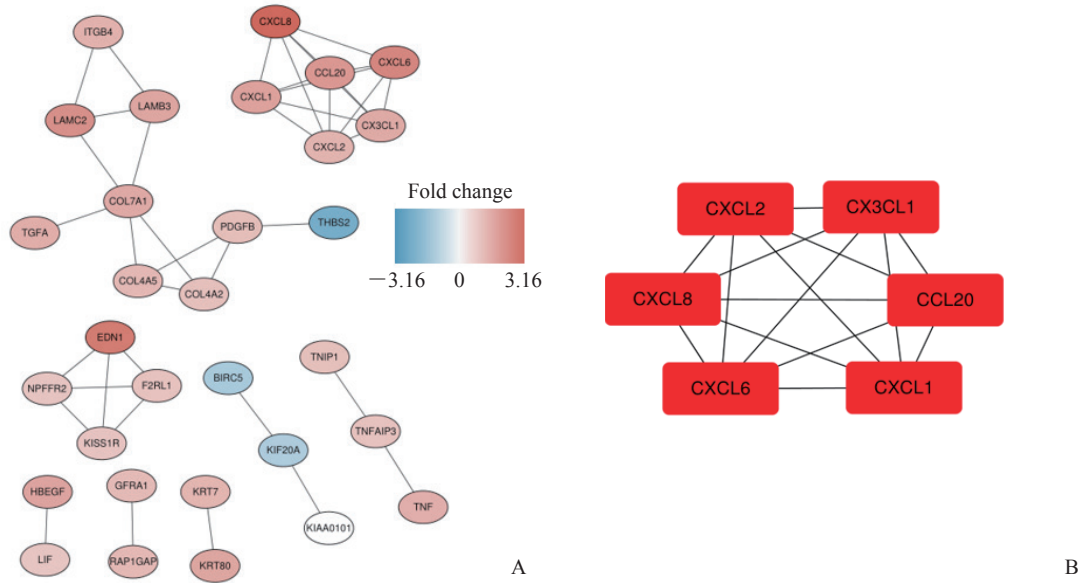 ITGB4
CXCL8
CCL20
CXCL6
CXCL1
LAMC2
LAMB3
CX3CL1
CXCL2
COL7A1
TGFA
PDGFB
THBS2
COL4A5
COL4A2
Fold change
−3.16 0 3.16
EDN1
NPFFR2
F2RL1
KISS1R
BIRC5
KIF20A
KIAA0101
TNIP1
TNFAIP3
TNF
HBEGF
GFRA1
KRT7
LIF
RAP1GAP
KRT80
A
CXCL2
CX3CL1
CXCL8
CCL20
CXCL6
CXCL1
B